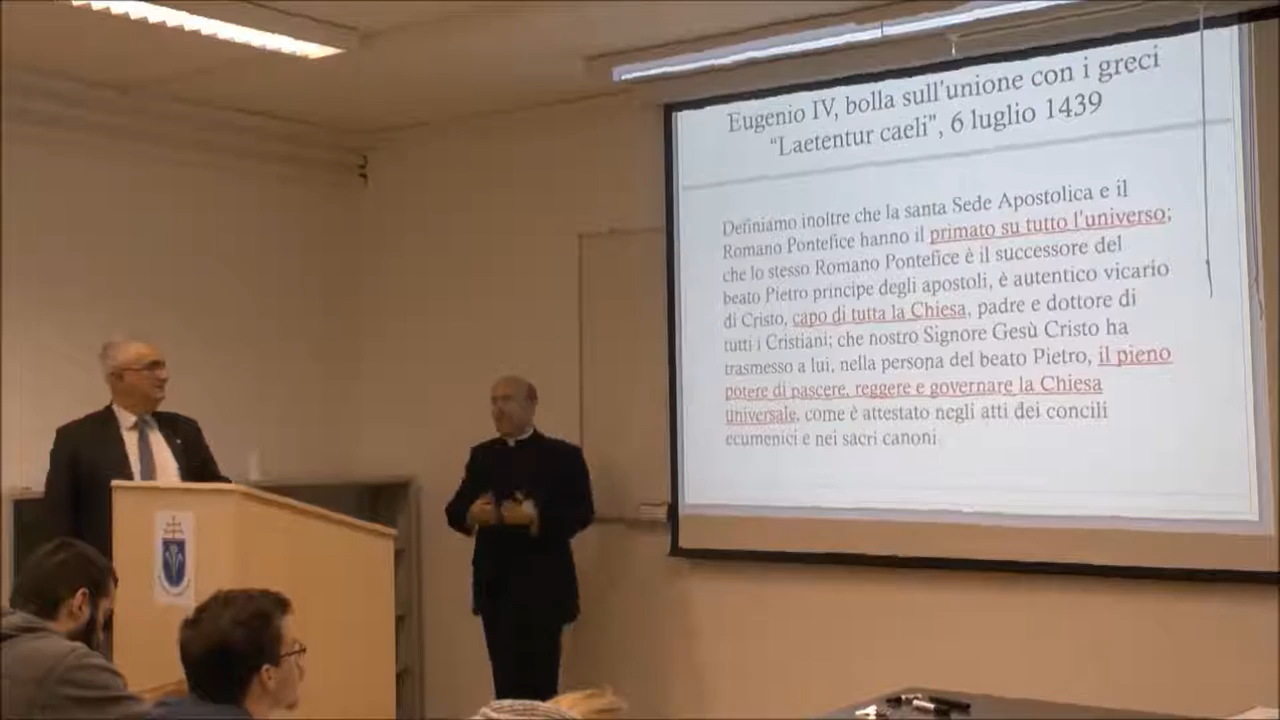 Eugenio IV, bolla sull'unione con i greci
"Laetentur caeli", 6 luglio 1439
Definiamo inoltre che la santa Sede Apostolica e il
Romano Pontefice hanno il primato su tutto l'universo;
che lo stesso Romano Pontefice è il successore del
beato Pietro principe degli apostoli, è autentico vicario
di Cristo, capo di tutta la Chiesa, padre e dottore di
tutti i Cristiani; che nostro Signore Gesù Cristo ha
trasmesso a lui, nella persona del beato Pietro, il pieno
potere di pascere, reggere e governare la Chiesa
universale, come è attestato negli atti dei concili
ecumenici e nei sacri canoni